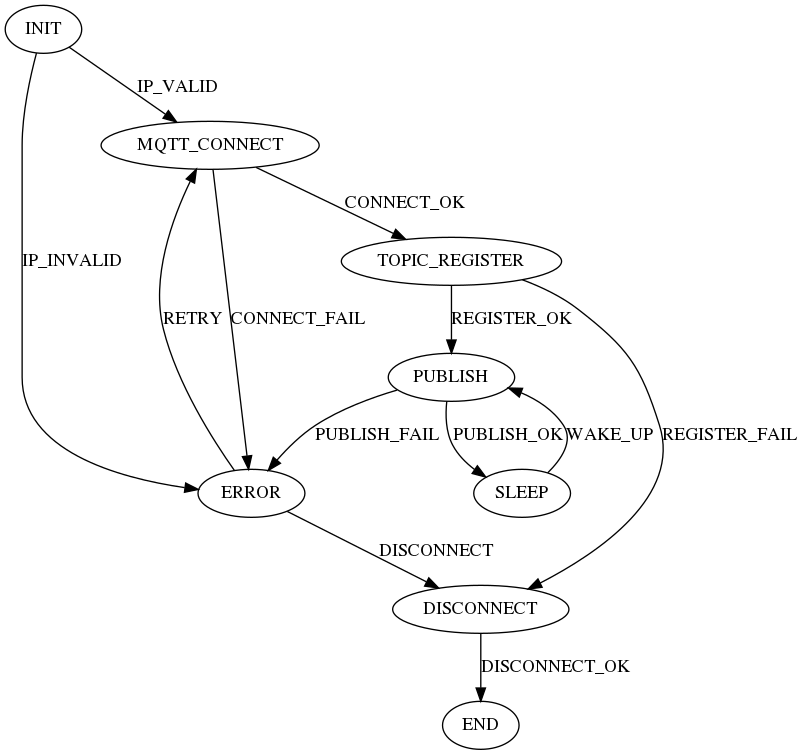 INIT
IP_VALID
MQTT_CONNECT
CONNECT_OK
IP_INVALID
TOPIC_REGISTER
RETRY
CONNECT_FAIL
REGISTER_OK
PUBLISH
PUBLISH_FAIL
PUBLISH_OK
WAKE_UP
REGISTER_FAIL
ERROR
SLEEP
DISCONNECT
DISCONNECT
DISCONNECT_OK
END